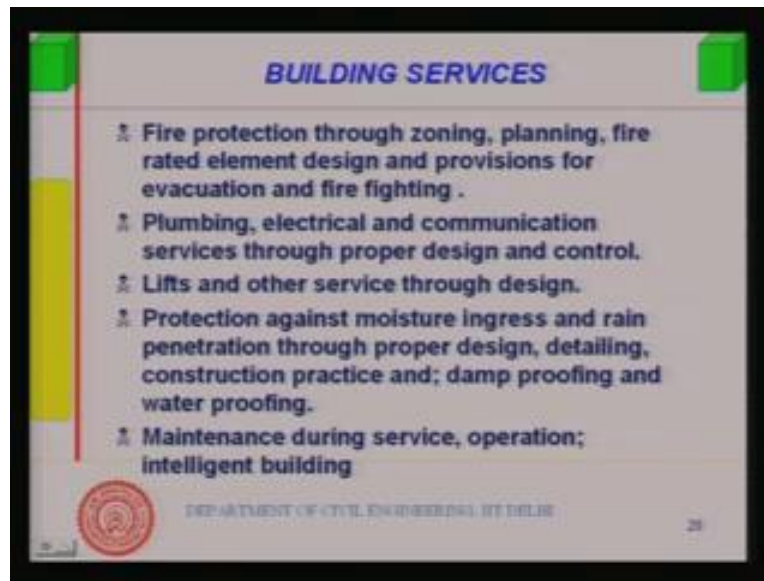 BUILDING SERVICES
Fire protection through zoning, planning, fire
rated element design and provisions for
evacuation and fire fighting .
Plumbing, electrical and communication
services through proper design and control.
Lifts and other service through design.
Protection against moisture ingress and rain
penetration through proper design, detailing,
construction practice and; damp proofing and
water proofing.
Maintenance during service, operation;
intelligent building
DEPARTMENT OF CIVIL ENGINEERING, IIT DELHI